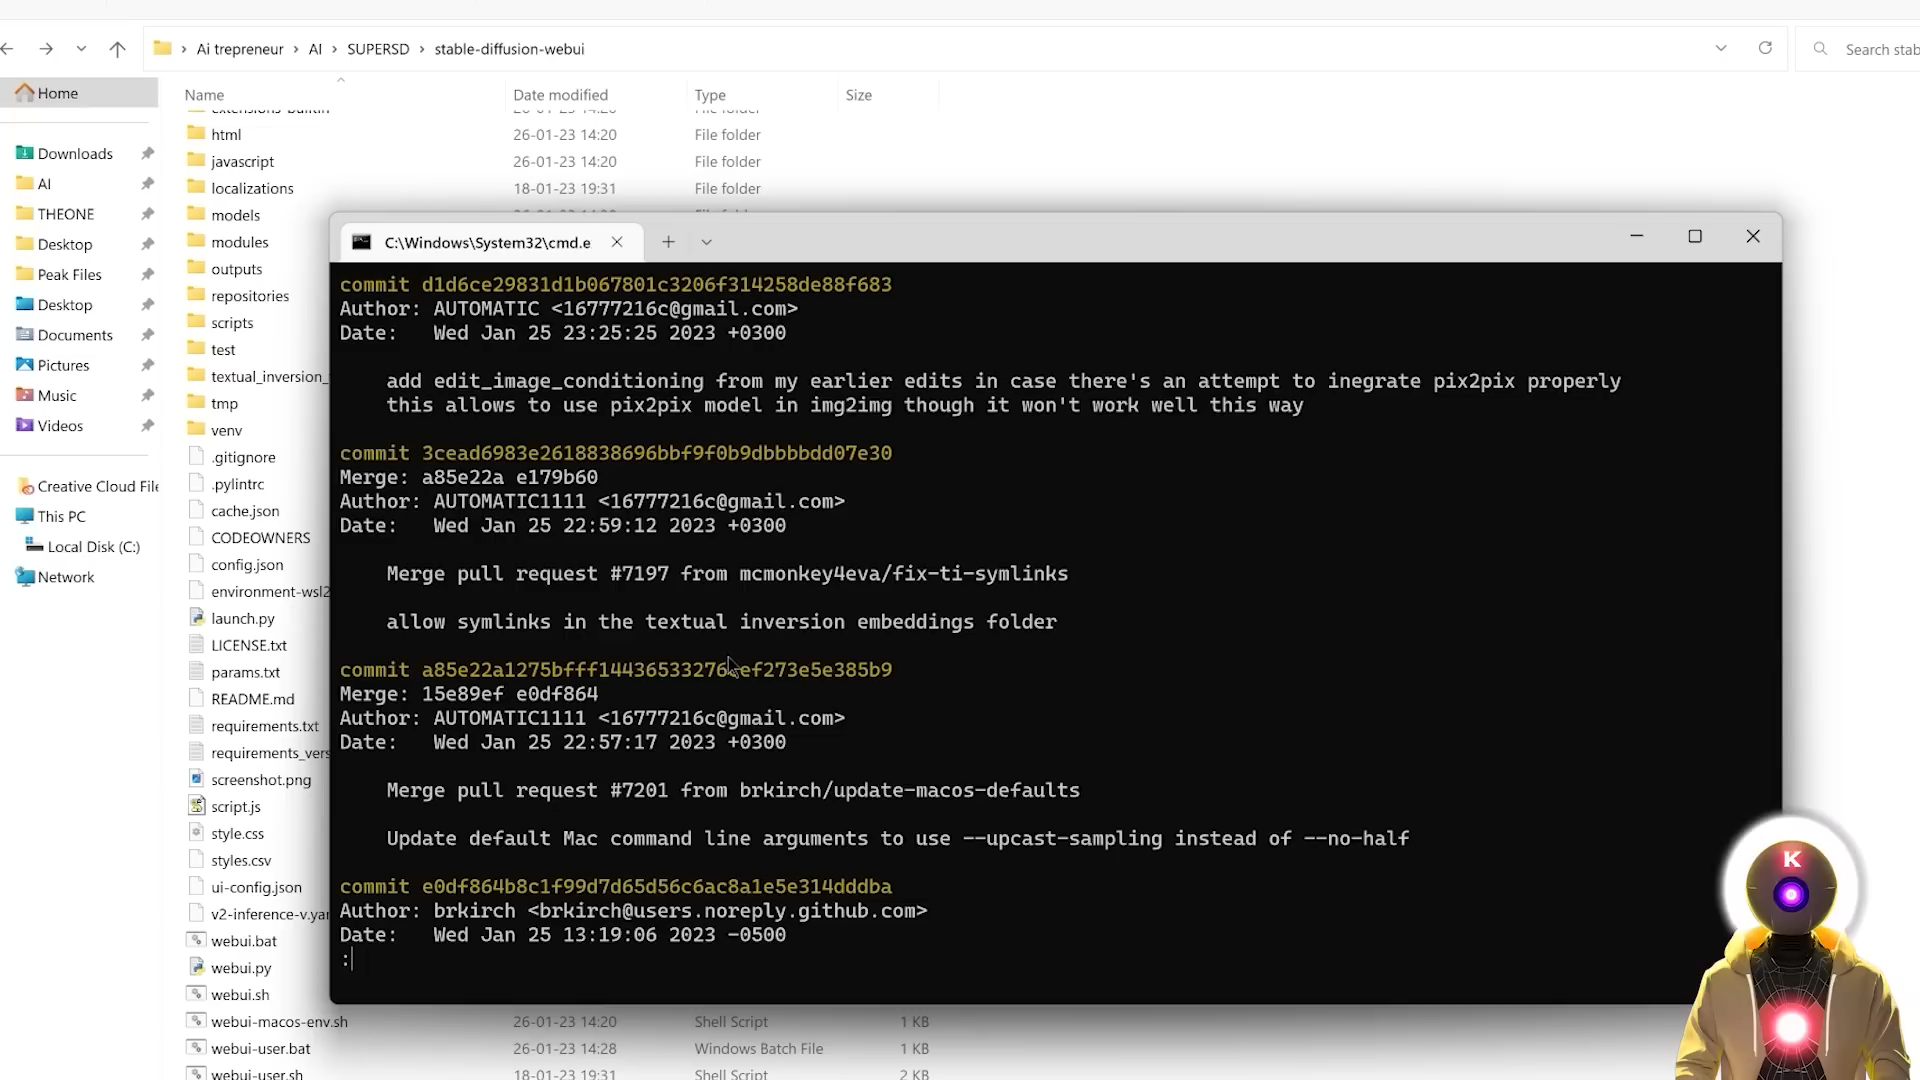 Ai trepreneur > AI > SUPERSD > stable-diffusion-webui
Search stab
Home
Downloads
AI
THEONE
Desktop
Peak Files
Desktop
Documents
Pictures
Music
Videos
Creative Cloud File
This PC
Local Disk (C:)
Network
Name Date modified Type Size
html 26-01-23 14:20 File folder
javascript 26-01-23 14:20 File folder
localizations 18-01-23 19:31 File folder
models
modules
outputs
repositories
scripts
test
textual_inversion_
tmp
venv
.gitignore
.pylintrc
cache.json
CODEOWNERS
config.json
environment-wsl2
launch.py
LICENSE.txt
params.txt
README.md
requirements.txt
requirements_vers
screenshot.png
script.js
style.css
styles.csv
ui-config.json
v2-inference-v.yar
webui.bat
webui.py
webui.sh
webui-macos-env.sh 26-01-23 14:20 Shell Script 1 KB
webui-user.bat 26-01-23 14:28 Windows Batch File 1 KB
webui-user.sh 18-01-23 19:31 Shell Script 2 KB
C:\Windows\System32\cmd.e
commit d1d6ce29831d1b067801c3206f314258de88f683
Author: AUTOMATIC <16777216c@gmail.com>
Date: Wed Jan 25 23:25:25 2023 +0300
add edit_image_conditioning from my earlier edits in case there's an attempt to inegrate pix2pix properly
this allows to use pix2pix model in img2img though it won't work well this way
commit 3cead6983e2618838696bbf9f0b9dbbbbdd07e30
Merge: a85e22a e179b60
Author: AUTOMATIC1111 <16777216c@gmail.com>
Date: Wed Jan 25 22:59:12 2023 +0300
Merge pull request #7197 from mcmonkey4eva/fix-ti-symlinks
allow symlinks in the textual inversion embeddings folder
commit
Merge: 15e89ef e0df864
Author: AUTOMATIC1111 <16777216c@gmail.com>
Date: Wed Jan 25 22:57:17 2023 +0300
Merge pull request #7201 from brkirch/update-macos-defaults
Update default Mac command line arguments to use --upcast-sampling instead of --no-half
commit e0df864b8c1f99d7d65d56c6ac8a1e5e314dddba
Author: brkirch <brkirch@users.noreply.github.com>
Date: Wed Jan 25 13:19:06 2023 -0500
:
K